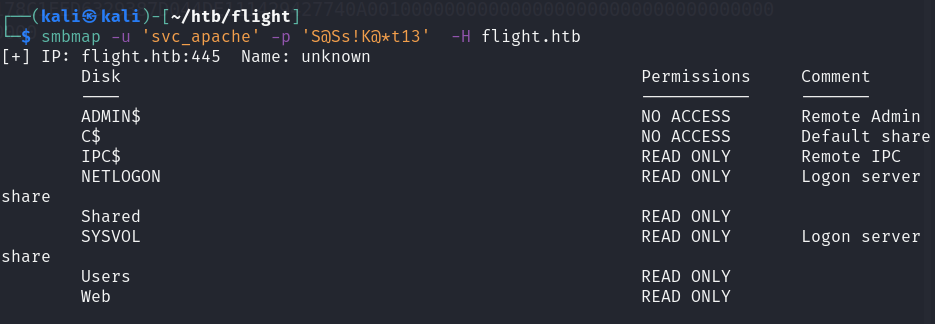 ┌──(kali㉿kali)-[~/htb/flight]
└─$ smbmap -u 'svc_apache' -p 'S@Ss!K@*t13'  -H flight.htb
[+] IP: flight.htb:445  Name: unknown
Disk Permissions Comment
---- ----------- -------
ADMIN$ NO ACCESS Remote Admin
C$ NO ACCESS Default share
IPC$ READ ONLY Remote IPC
NETLOGON READ ONLY Logon server
share
Shared READ ONLY
SYSVOL READ ONLY Logon server
share
Users READ ONLY
Web READ ONLY